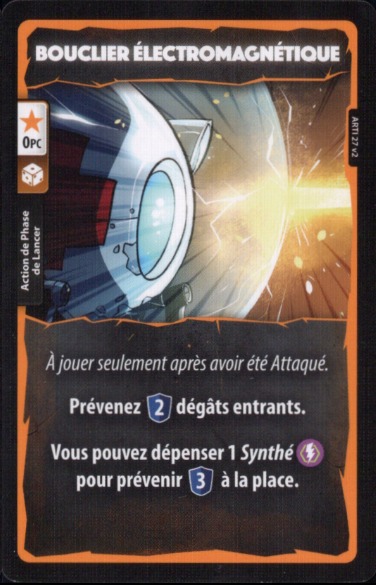 BOUCLIER ÉLECTROMAGNÉTIQUE
0PC
ARTI 27 v2
Action de Phase
de Lancer
À jouer seulement après avoir été Attaqué.
Prévenez 2 dégâts entrants.
Vous pouvez dépenser 1 Synthé
pour prévenir 3 à la place.